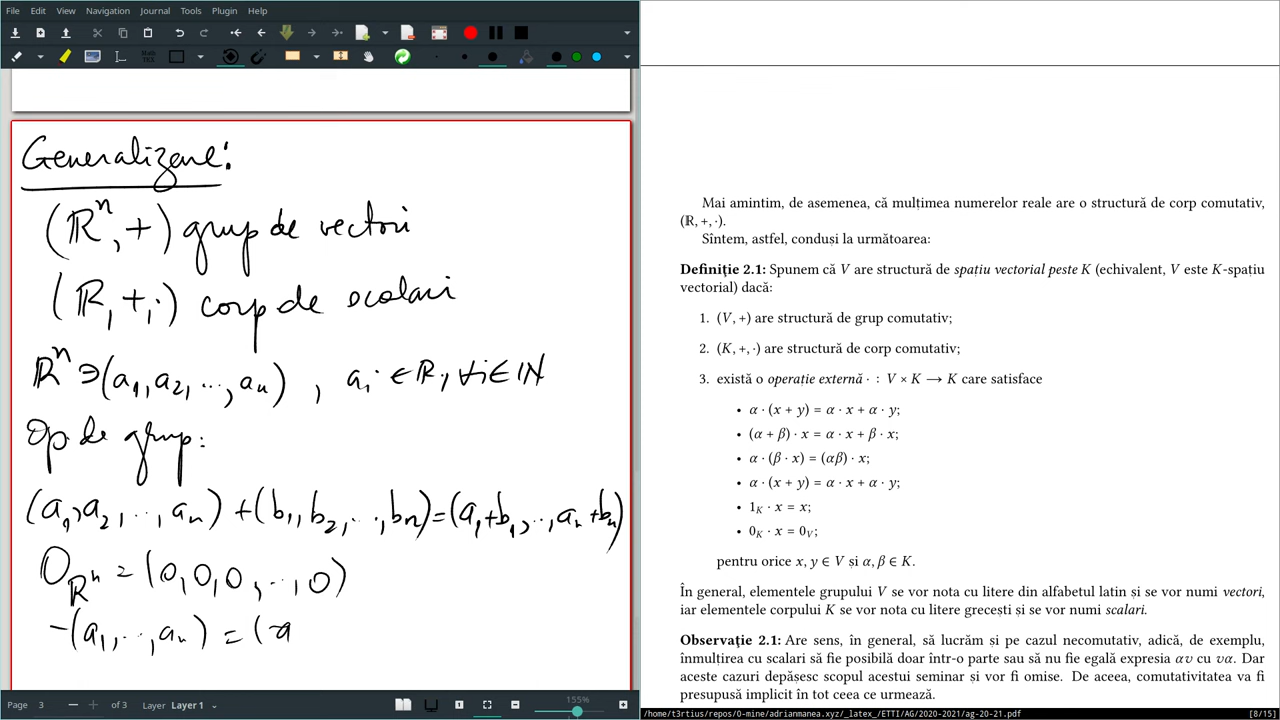 File Edit View Navigation Journal Tools Plugin Help
Math
TEX
Generalizare:
(ℝⁿ, +) grup de vectori
(ℝ, +, ·) corp de scalari
ℝⁿ ∋ (a₁, a₂, ..., aₙ) , aᵢ ∈ ℝ, ∀i ∈ ℕ
Op. de grup:
(a₁, a₂, ..., aₙ) + (b₁, b₂, ..., bₙ) = (a₁+b₁, ..., aₙ+bₙ)
0_ℝⁿ = (0, 0, 0, ..., 0)
-(a₁, ..., aₙ) = (-a
Page 3 of 3 Layer Layer 1 155%
Mai amintim, de asemenea, că mulțimea numerelor reale are o structură de corp comutativ,
(ℝ, +, ·).
Sîntem, astfel, conduși la următoarea:
Definiție 2.1: Spunem că V are structură de spațiu vectorial peste K (echivalent, V este K-spațiu
vectorial) dacă:
1. (V, +) are structură de grup comutativ;
2. (K, +, ·) are structură de corp comutativ;
3. există o operație externă · : V × K ⟶ K care satisface
• α · (x + y) = α · x + α · y;
• (α + β) · x = α · x + β · x;
• α · (β · x) = (αβ) · x;
• α · (x + y) = α · x + α · y;
• 1_K · x = x;
• 0_K · x = 0_V;
pentru orice x, y ∈ V și α, β ∈ K.
În general, elementele grupului V se vor nota cu litere din alfabetul latin și se vor numi vectori,
iar elementele corpului K se vor nota cu litere grecești și se vor numi scalari.
Observație 2.1: Are sens, în general, să lucrăm și pe cazul necomutativ, adică, de exemplu,
înmulțirea cu scalari să fie posibilă doar într-o parte sau să nu fie egală expresia αv cu vα. Dar
aceste cazuri depășesc scopul acestui seminar și vor fi omise. De aceea, comutativitatea va fi
presupusă implicit în tot ceea ce urmează.
/home/t3rtius/repos/0-mine/adrianmanea.xyz/_latex_/ETTI/AG/2020-2021/ag-20-21.pdf [8/15]